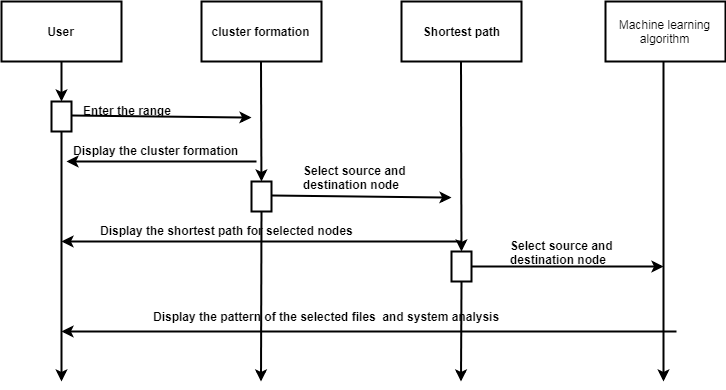 User
cluster formation
Shortest path
Machine learning
algorithm
Enter the range
Display the cluster formation
Select source and
destination node
Display the shortest path for selected nodes
Select source and
destination node
Display the pattern of the selected files and system analysis